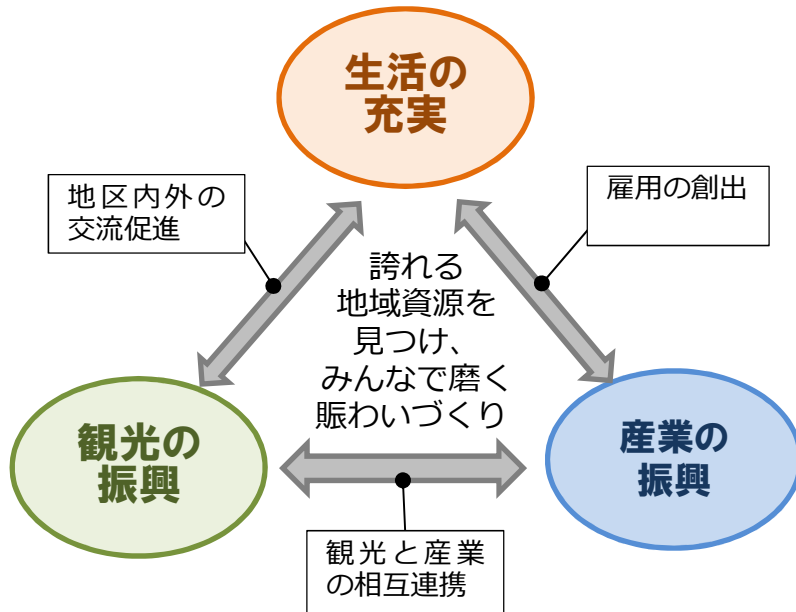 生活の
充実
地区内外の
交流促進
雇用の創出
誇れる
地域資源を
見つけ、
みんなで磨く
賑わいづくり
観光の
振興
産業の
振興
観光と産業
の相互連携